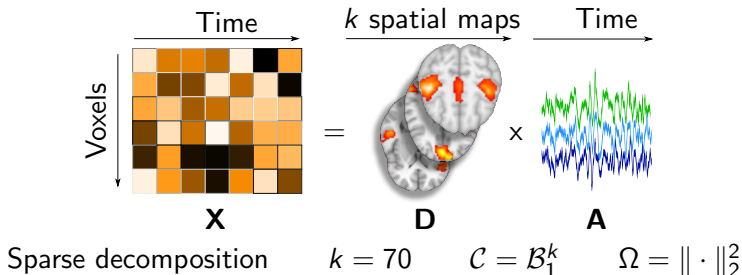 Time k spatial maps Time
Voxels
= x
X D A
Sparse decomposition k = 70 𝒞 = ℬ₁ᵏ Ω = ‖ · ‖₂²